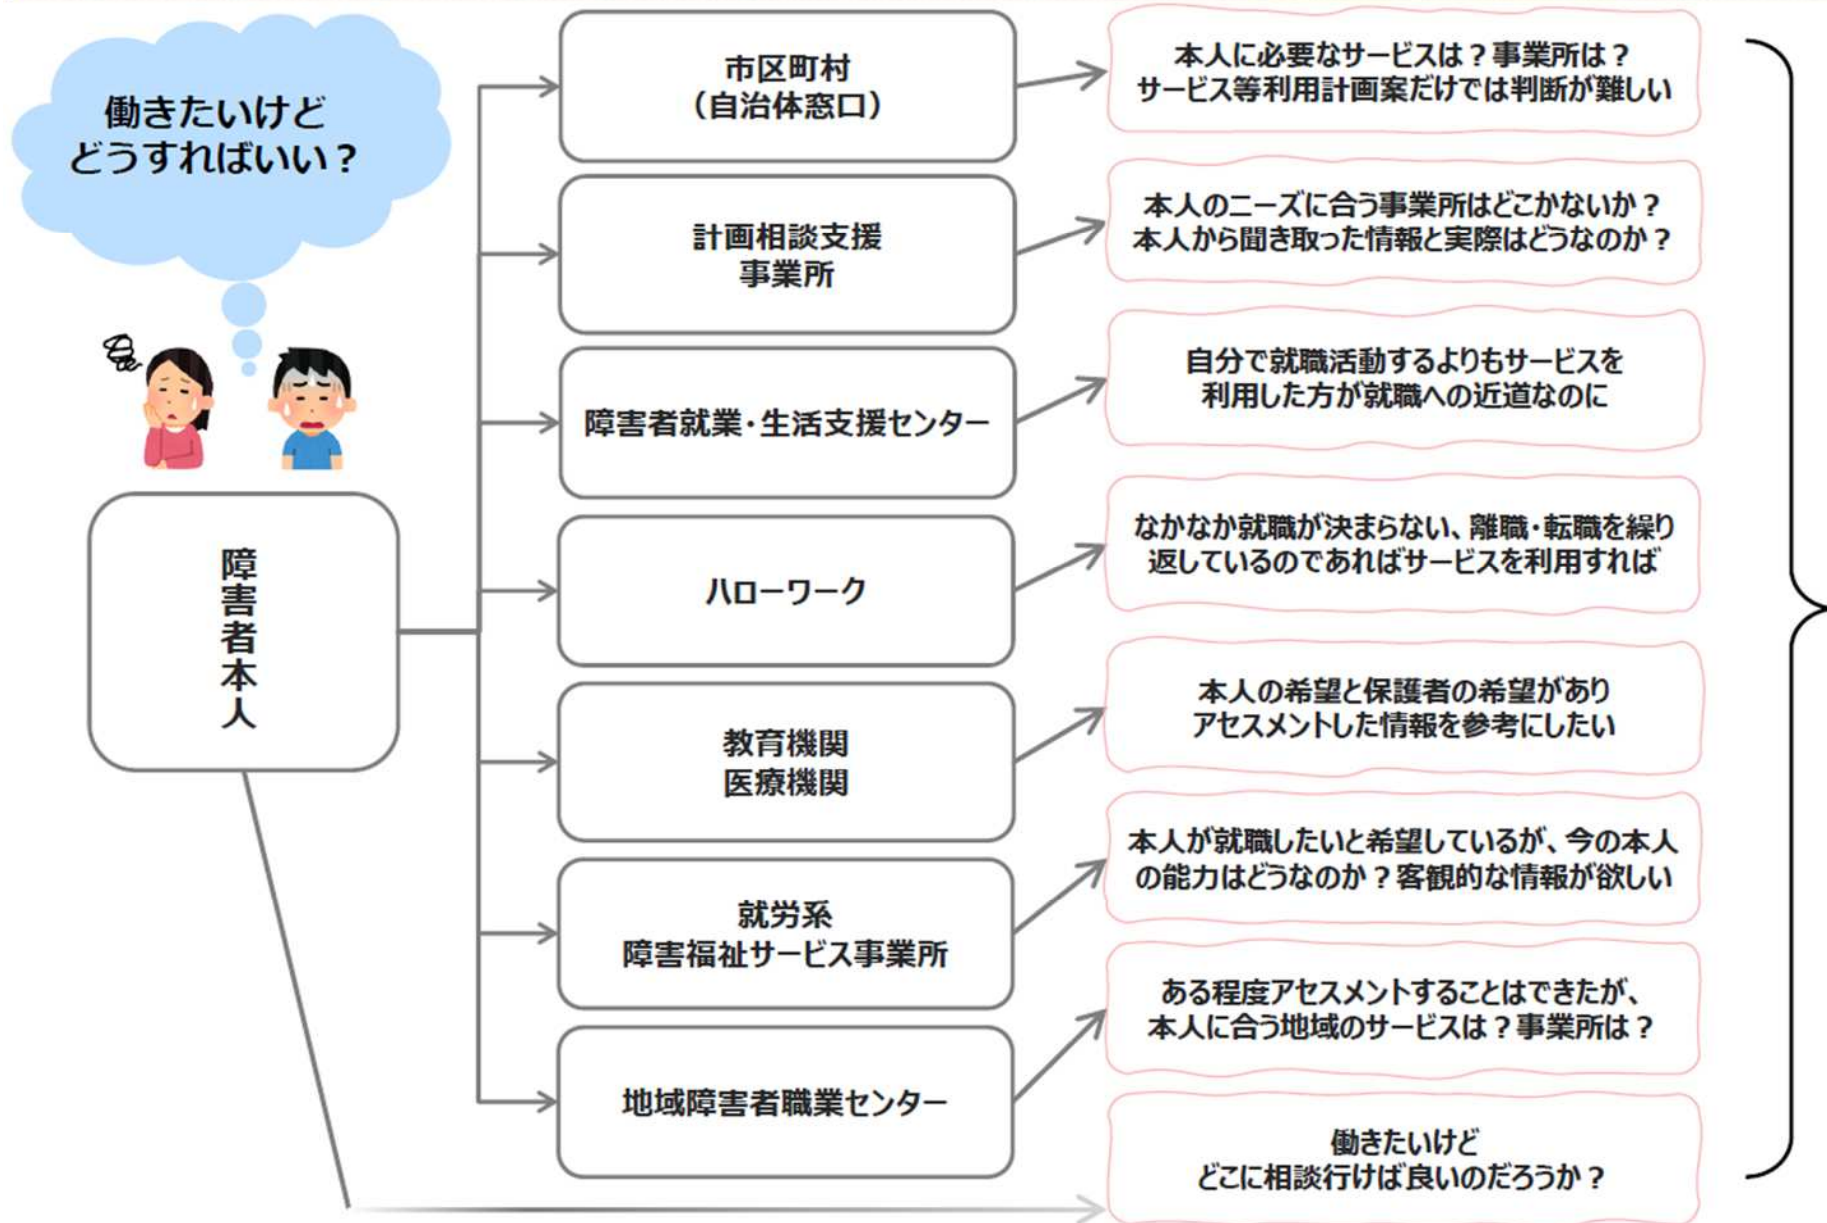 働きたいけど
どうすればいい？
障害者本人
市区町村
（自治体窓口）
本人に必要なサービスは？事業所は？
サービス等利用計画案だけでは判断が難しい
計画相談支援
事業所
本人のニーズに合う事業所はどこかないか？
本人から聞き取った情報と実際はどうなのか？
障害者就業・生活支援センター
自分で就職活動するよりもサービスを
利用した方が就職への近道なのに
ハローワーク
なかなか就職が決まらない、離職・転職を繰り
返しているのであればサービスを利用すれば
教育機関
医療機関
本人の希望と保護者の希望があり
アセスメントした情報を参考にしたい
就労系
障害福祉サービス事業所
本人が就職したいと希望しているが、今の本人
の能力はどうなのか？客観的な情報が欲しい
地域障害者職業センター
ある程度アセスメントすることはできたが、
本人に合う地域のサービスは？事業所は？
働きたいけど
どこに相談行けば良いのだろうか？